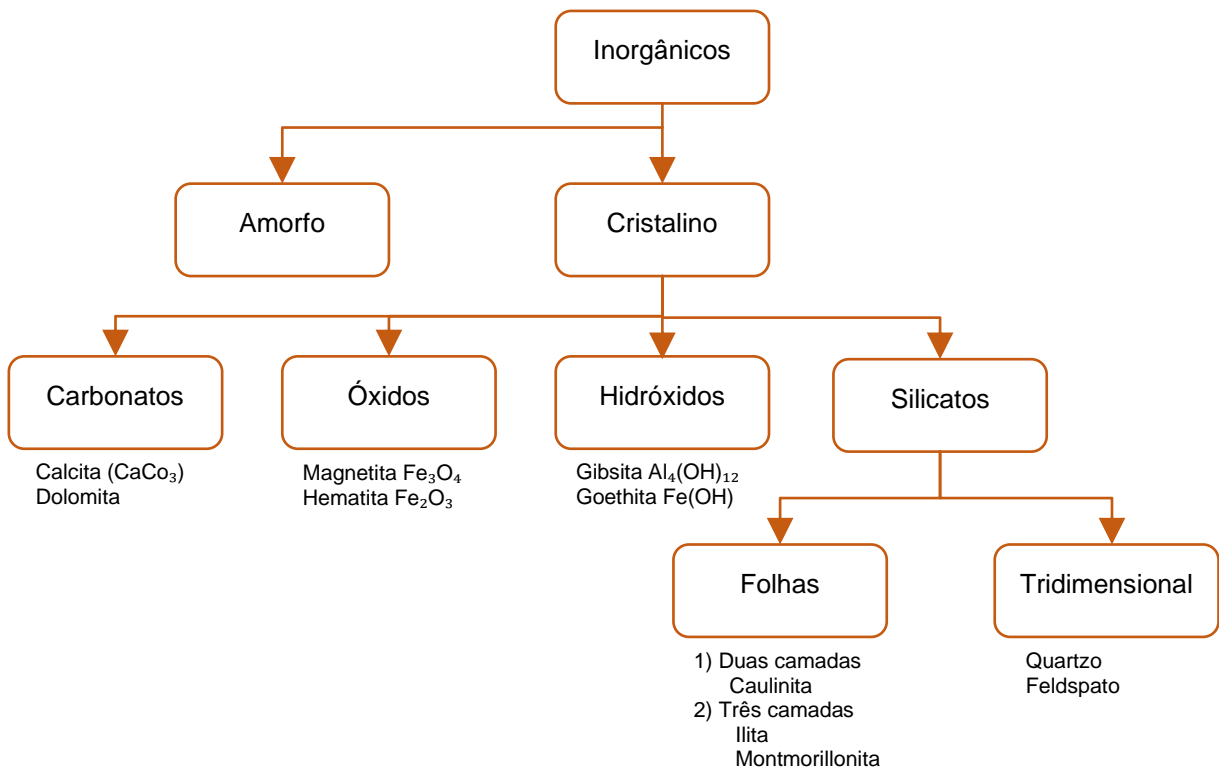 Inorgânicos
Amorfo
Cristalino
Carbonatos
Óxidos
Hidróxidos
Silicatos
Calcita (CaCo₃)
Dolomita
Magnetita Fe₃O₄
Hematita Fe₂O₃
Gibsita Al₄(OH)₁₂
Goethita Fe(OH)
Folhas
Tridimensional
1) Duas camadas
Caulinita
2) Três camadas
Ilita
Montmorillonita
Quartzo
Feldspato